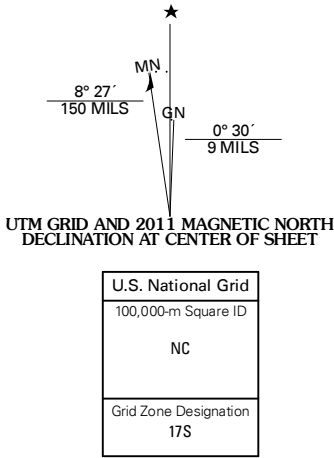 MN
8° 27´
150 MILS
GN
0° 30´
9 MILS
UTM GRID AND 2011 MAGNETIC NORTH
DECLINATION AT CENTER OF SHEET
U.S. National Grid
100,000-m Square ID
NC
Grid Zone Designation
17S